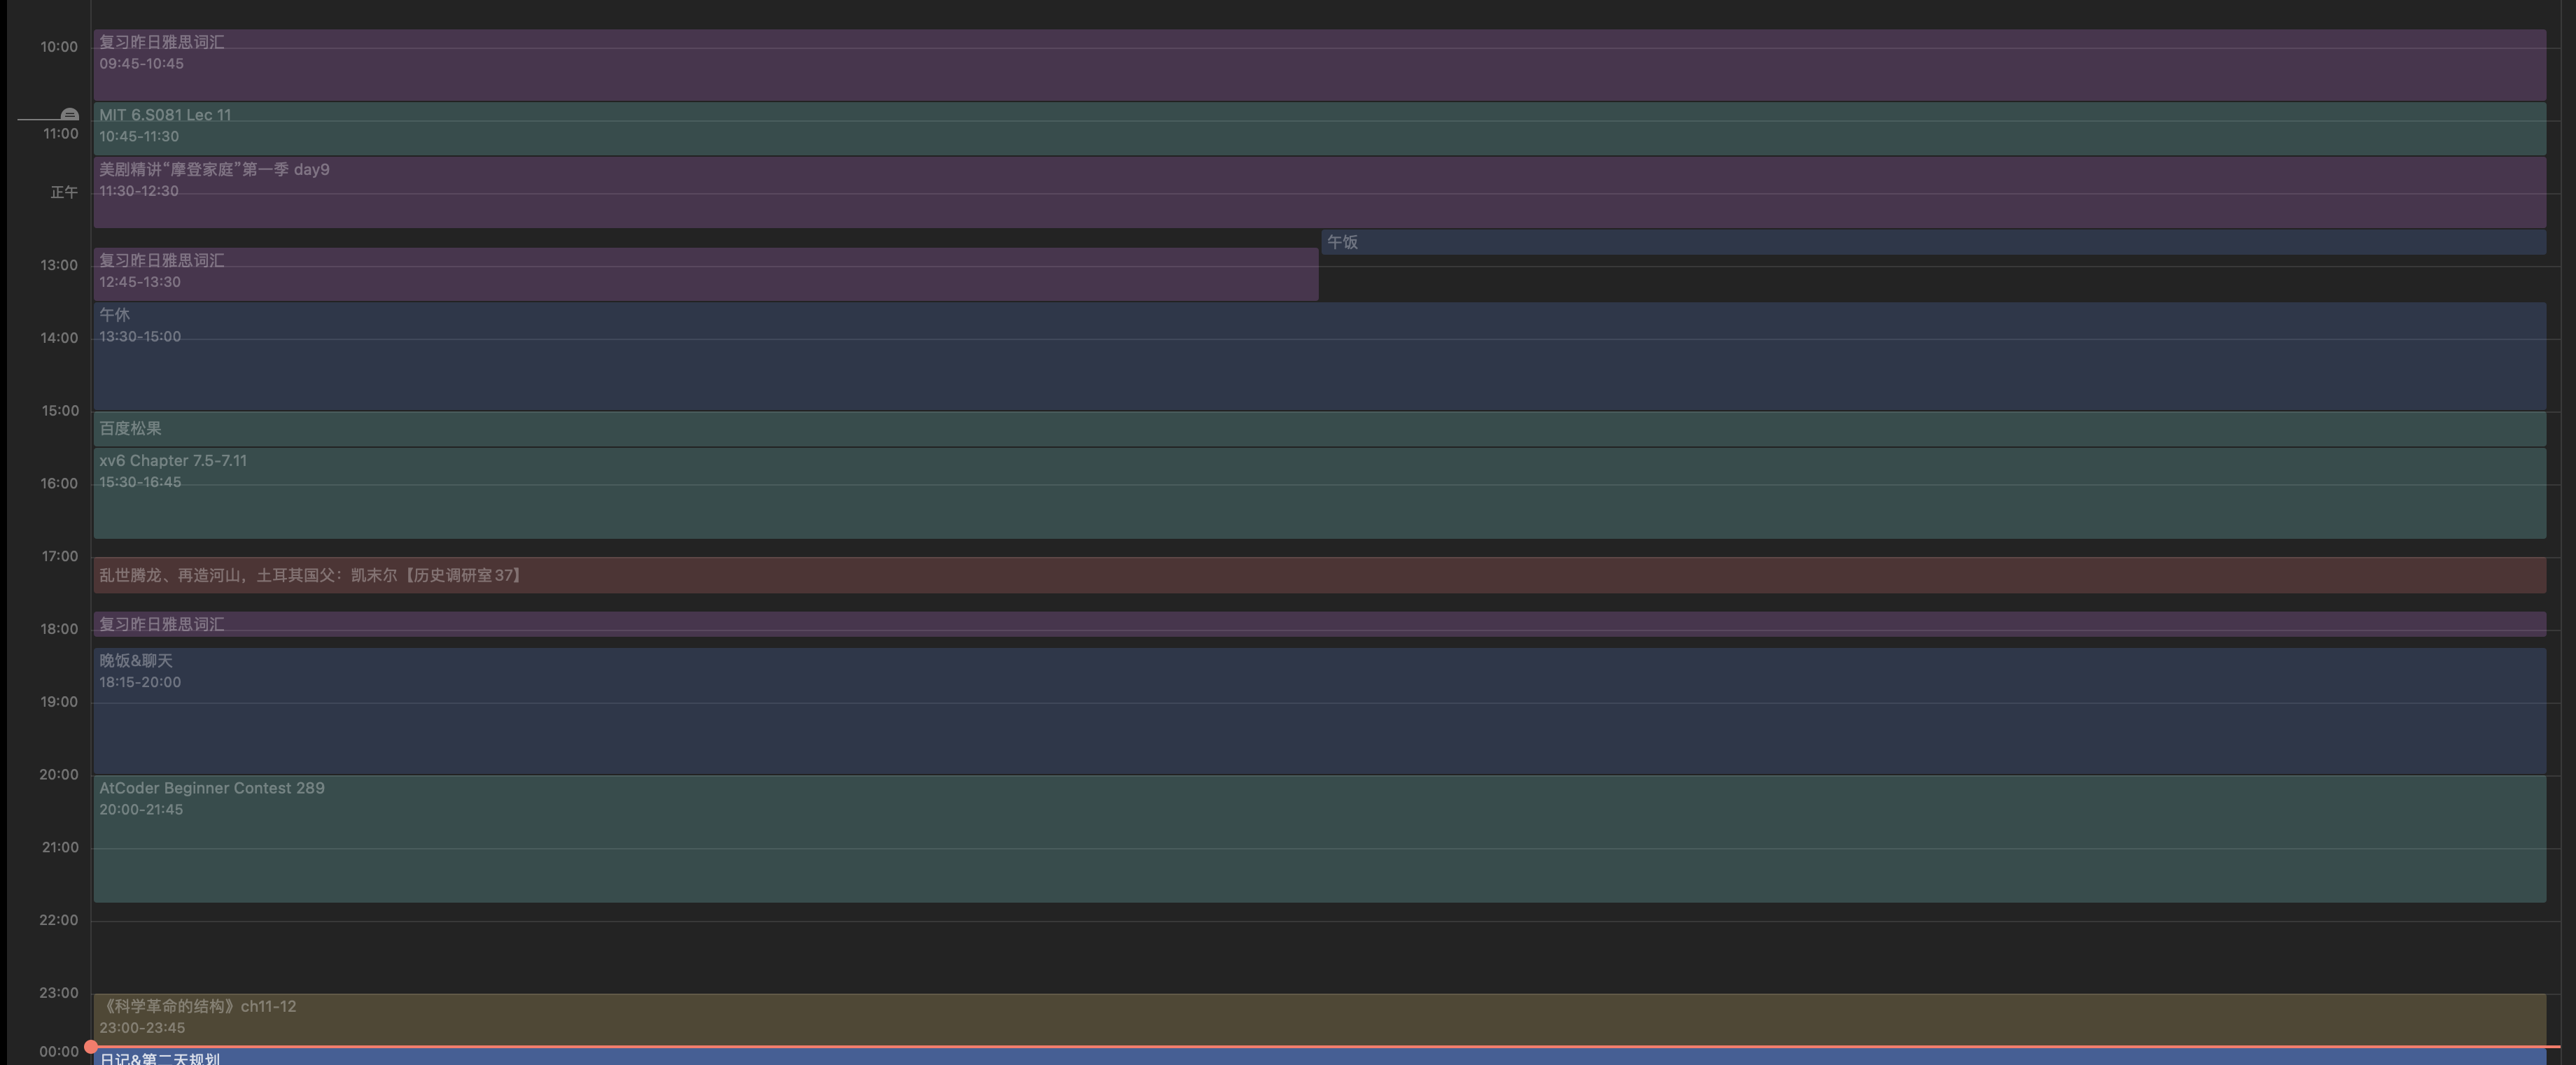 10:00
复习昨日雅思词汇
09:45-10:45
MIT 6.S081 Lec 11
11:00
10:45-11:30
美剧精讲“摩登家庭”第一季 day9
正午
11:30-12:30
午饭
13:00
复习昨日雅思词汇
12:45-13:30
午休
14:00
13:30-15:00
15:00
百度松果
xv6 Chapter 7.5-7.11
16:00
15:30-16:45
17:00
乱世腾龙、再造河山，土耳其国父：凯末尔【历史调研室37】
18:00
复习昨日雅思词汇
晚饭&聊天
18:15-20:00
19:00
20:00
AtCoder Beginner Contest 289
20:00-21:45
21:00
22:00
23:00
《科学革命的结构》ch11-12
23:00-23:45
00:00
日记&第二天规划